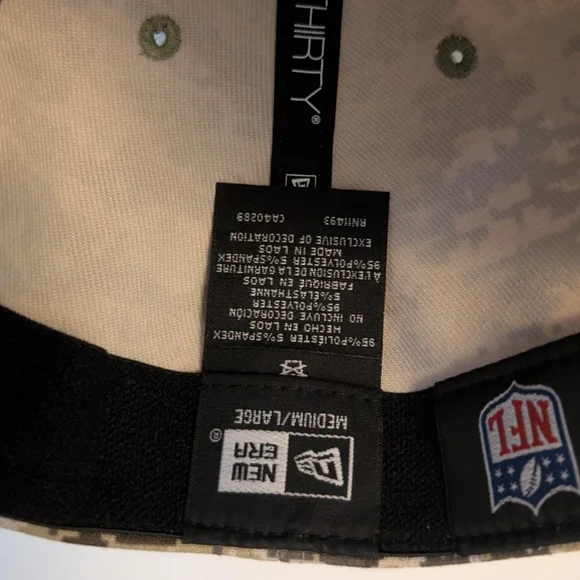 NFL
NEW
ERA®
MEDIUM/LARGE
95% POLIÉSTER 5% SPANDEX
HECHO EN LAOS
NO INCLUYE DECORACIÓN
95% POLYESTER
5% ÉLASTHANNE
FABRIQUÉ EN LAOS
À L'EXCLUSION DE LA GARNITURE
95% POLYESTER 5% SPANDEX
MADE IN LAOS
EXCLUSIVE OF DECORATION
RN11493 CA40289
THIRTY®